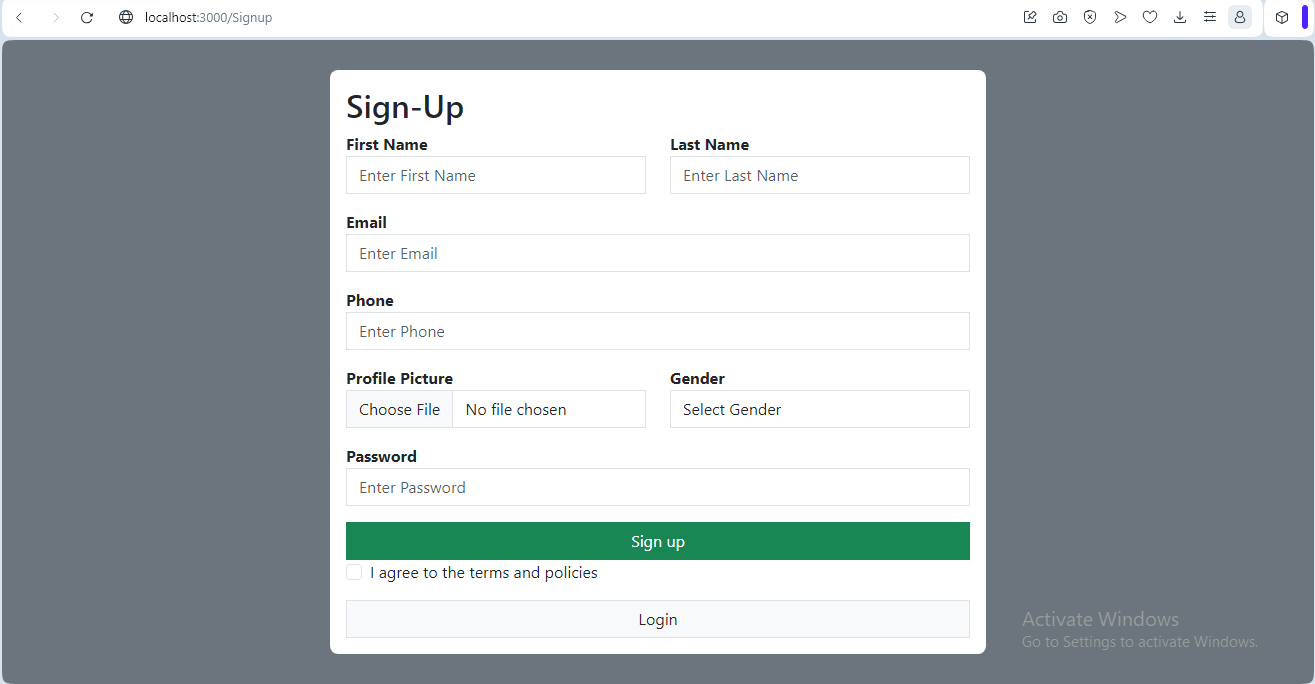 localhost:3000/Signup
Sign-Up
First Name Last Name
Enter First Name Enter Last Name
Email
Enter Email
Phone
Enter Phone
Profile Picture Gender
Choose File No file chosen Select Gender
Password
Enter Password
Sign up
I agree to the terms and policies
Login
Activate Windows
Go to Settings to activate Windows.